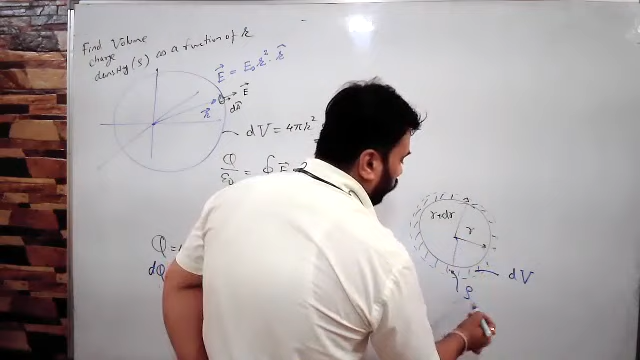 Find Volume
charge
density (ρ) as a function of r
E⃗ = E₀r². r̂
E⃗
dA⃗
r⃗
dV = 4πr²
Q/ε₀ = ∮ E⃗
r+dr
r
Q =
dQ
dV
ρ